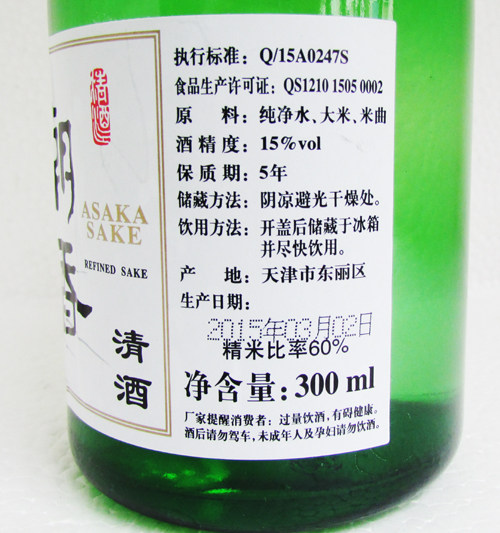 清酒
朝
香
ASAKA
SAKE
REFINED SAKE
清
酒
执行标准：Q/15A0247S
食品生产许可证：QS1210 1505 0002
原　料：纯净水、大米、米曲
酒精度：15%vol
保质期：5年
储藏方法：阴凉避光干燥处。
饮用方法：开盖后储藏于冰箱
并尽快饮用。
产　地：天津市东丽区
生产日期：
2015年03月02日
精米比率60%
净含量：300 ml
厂家提醒消费者：过量饮酒，有碍健康。
酒后请勿驾车，未成年人及孕妇请勿饮酒。